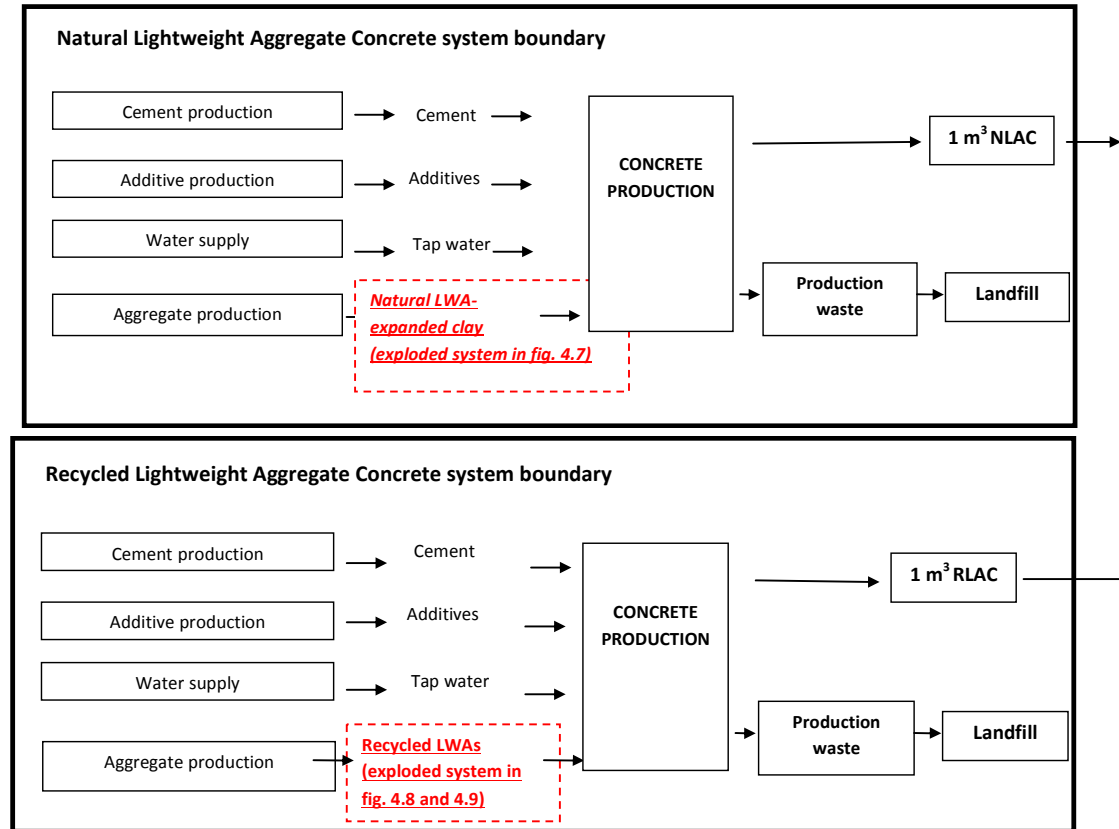 Natural Lightweight Aggregate Concrete system boundary
Cement production
Cement
Additive production
Additives
Water supply
Tap water
Aggregate production
Natural LWA-
expanded clay
(exploded system in fig. 4.7)
CONCRETE
PRODUCTION
1 m³ NLAC
Production
waste
Landfill
Recycled Lightweight Aggregate Concrete system boundary
Cement production
Cement
Additive production
Additives
Water supply
Tap water
Aggregate production
Recycled LWAs
(exploded system in
fig. 4.8 and 4.9)
CONCRETE
PRODUCTION
1 m³ RLAC
Production
waste
Landfill